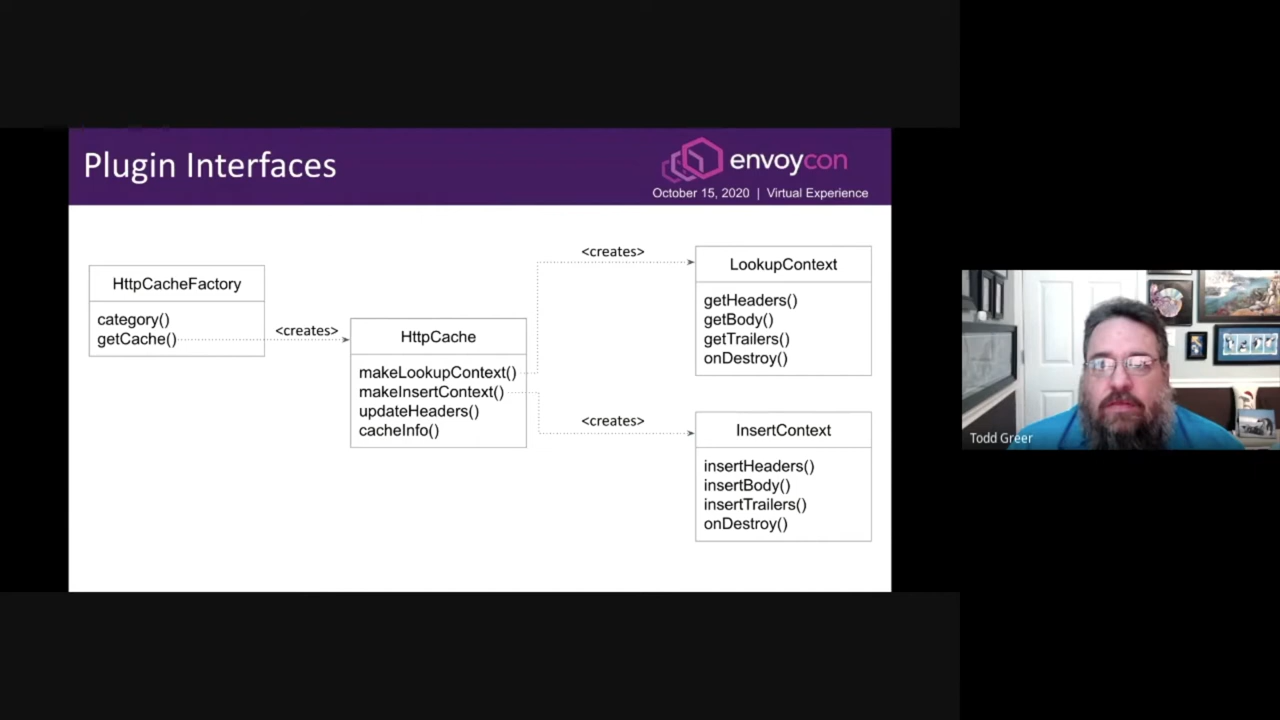 Plugin Interfaces
envoycon
October 15, 2020 | Virtual Experience
HttpCacheFactory
category()
getCache()
<creates>
HttpCache
makeLookupContext()
makeInsertContext()
updateHeaders()
cacheInfo()
<creates>
LookupContext
getHeaders()
getBody()
getTrailers()
onDestroy()
<creates>
InsertContext
insertHeaders()
insertBody()
insertTrailers()
onDestroy()
Todd Greer